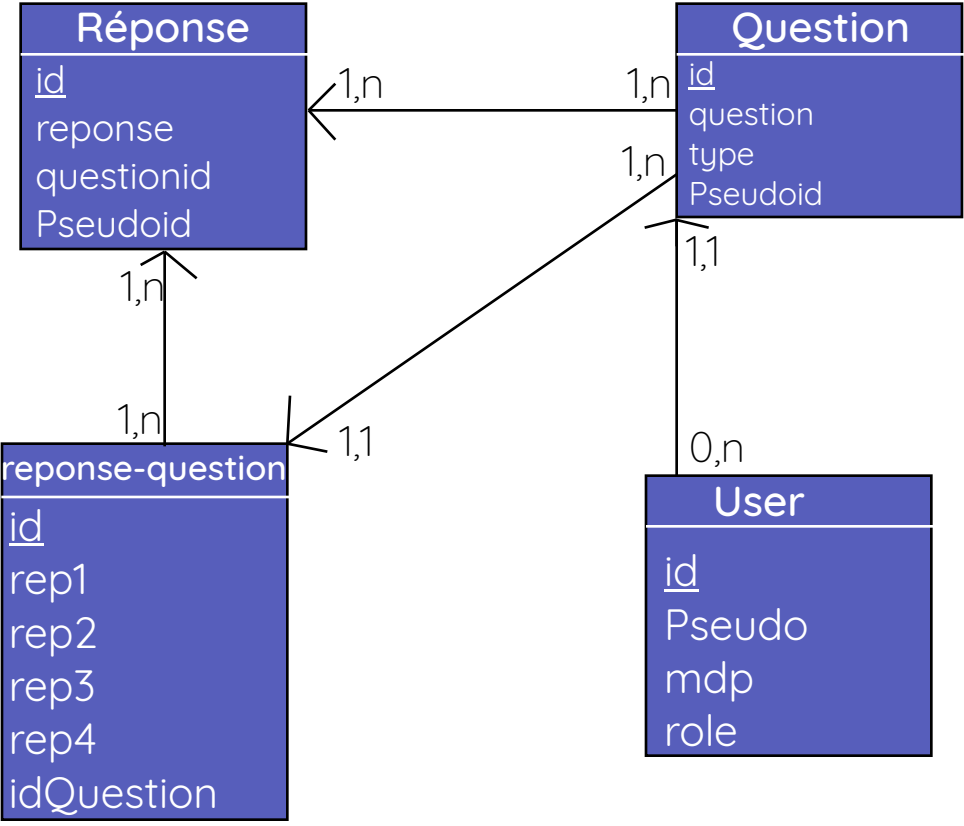 Réponse
id
reponse
questionid
Pseudoid
1,n
1,n
Question
id
question
type
Pseudoid
1,n
1,1
1,n
1,n
1,1
0,n
reponse-question
id
rep1
rep2
rep3
rep4
idQuestion
User
id
Pseudo
mdp
role